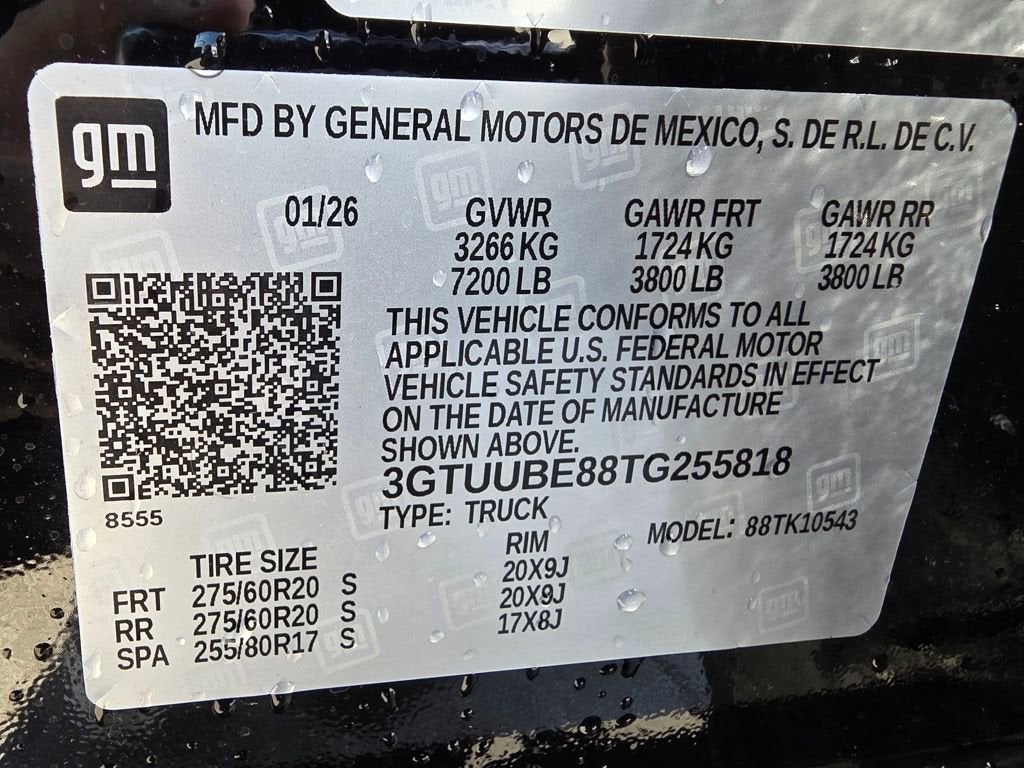 gm
MFD BY GENERAL MOTORS DE MEXICO, S. DE R.L. DE C.V.
01/26 GVWR GAWR FRT GAWR RR
3266 KG 1724 KG 1724 KG
7200 LB 3800 LB 3800 LB
THIS VEHICLE CONFORMS TO ALL
APPLICABLE U.S. FEDERAL MOTOR
VEHICLE SAFETY STANDARDS IN EFFECT
ON THE DATE OF MANUFACTURE
SHOWN ABOVE.
3GTUUBE88TG255818
8555
TYPE: TRUCK MODEL: 88TK10543
TIRE SIZE RIM
FRT 275/60R20 S 20X9J
RR 275/60R20 S 20X9J
SPA 255/80R17 S 17X8J